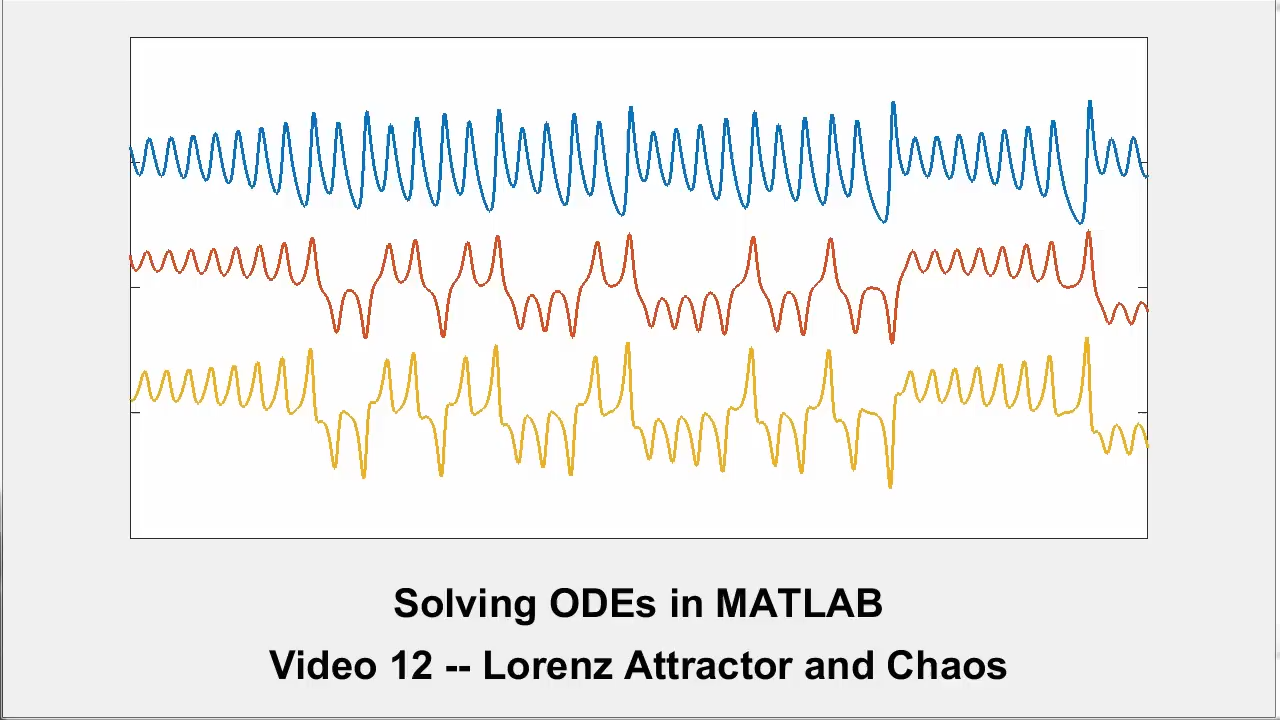 Solving ODEs in MATLAB
Video 12 -- Lorenz Attractor and Chaos